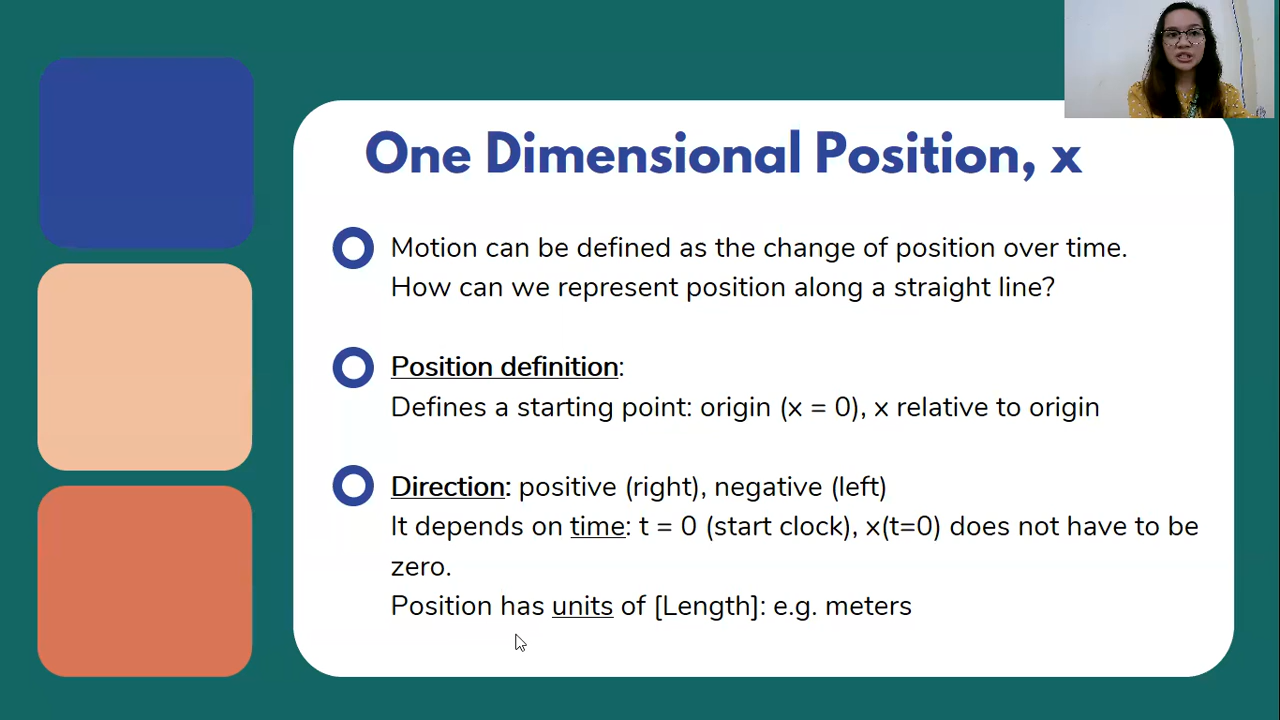 One Dimensional Position, x
Motion can be defined as the change of position over time.
How can we represent position along a straight line?
Position definition:
Defines a starting point: origin (x = 0), x relative to origin
Direction: positive (right), negative (left)
It depends on time: t = 0 (start clock), x(t=0) does not have to be
zero.
Position has units of [Length]: e.g. meters